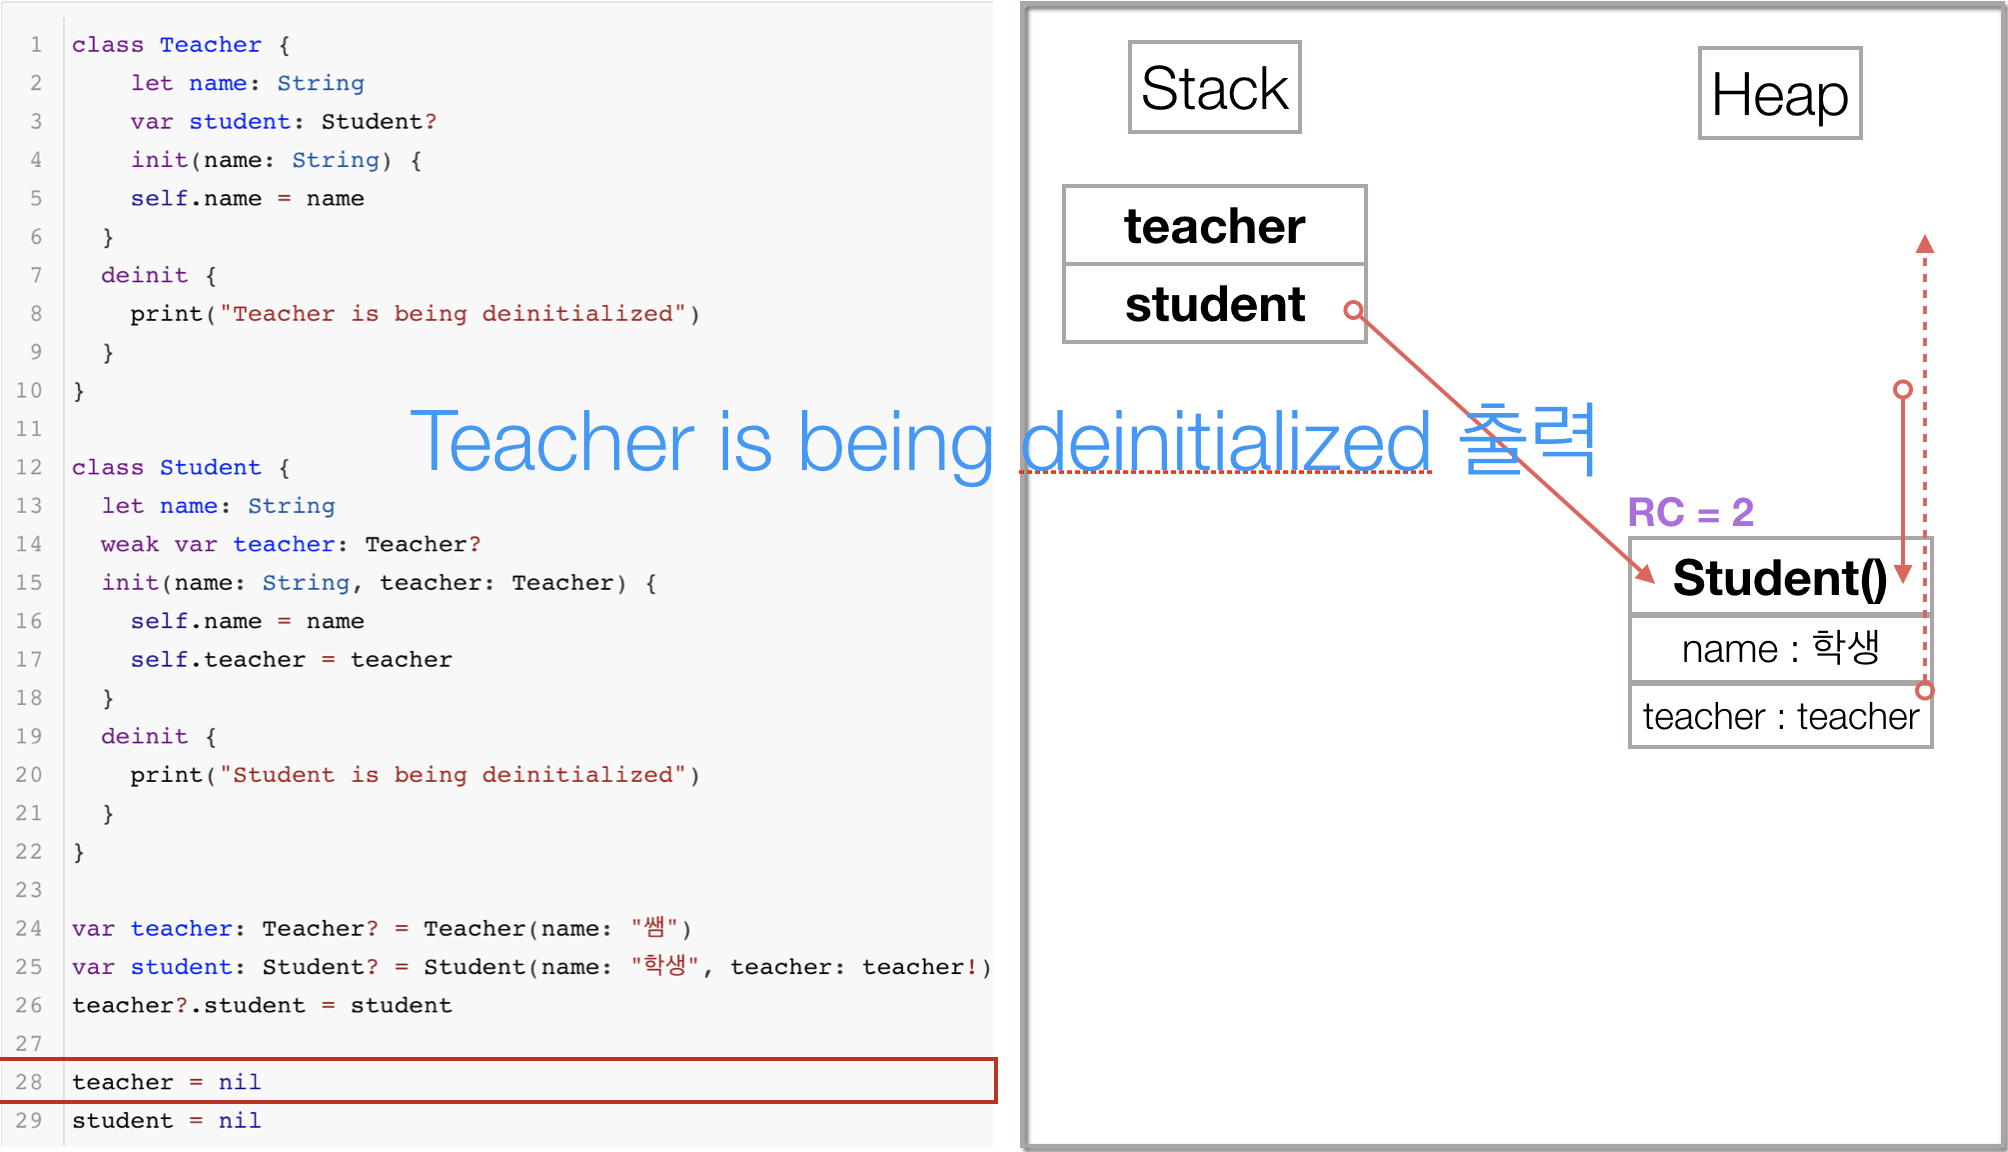 1 class Teacher {
2 let name: String
3 var student: Student?
4 init(name: String) {
5 self.name = name
6 }
7 deinit {
8 print("Teacher is being deinitialized")
9 }
10 }
11
12 class Student {
13 let name: String
14 weak var teacher: Teacher?
15 init(name: String, teacher: Teacher) {
16 self.name = name
17 self.teacher = teacher
18 }
19 deinit {
20 print("Student is being deinitialized")
21 }
22 }
23
24 var teacher: Teacher? = Teacher(name: "쌤")
25 var student: Student? = Student(name: "학생", teacher: teacher!)
26 teacher?.student = student
27
28 teacher = nil
29 student = nil
Teacher is being deinitialized 출력
Stack
Heap
teacher
student
RC = 2
Student()
name : 학생
teacher : teacher